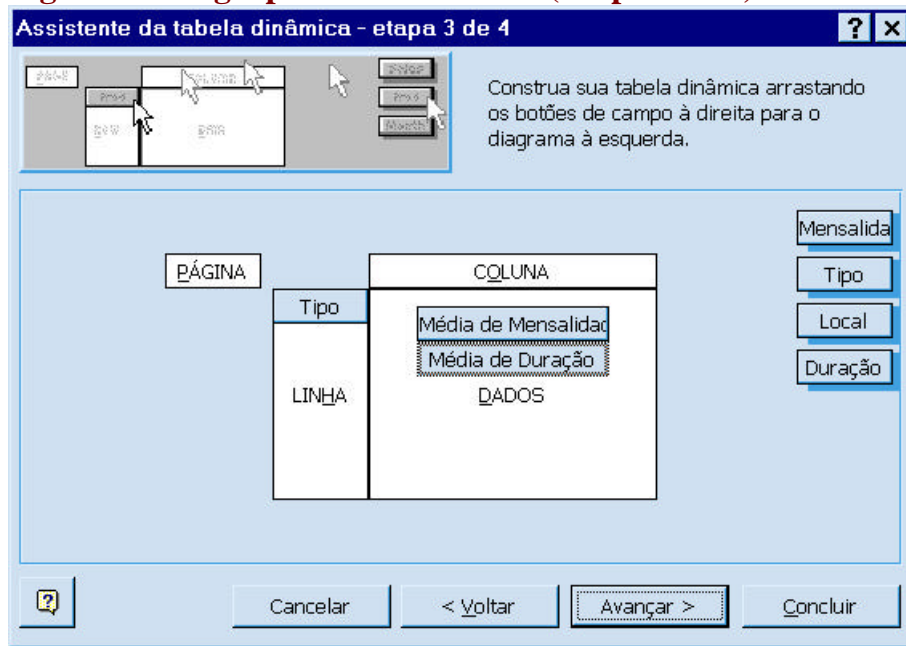 Assistente da tabela dinâmica – etapa 3 de 4
Construa sua tabela dinâmica arrastando
os botões de campo à direita para o
diagrama à esquerda.
Mensalida
PÁGINA
COLUNA
Tipo
Tipo
Média de Mensalidad
Local
Média de Duração
Duração
LINHA
DADOS
Cancelar
< Voltar
Avançar >
Concluir